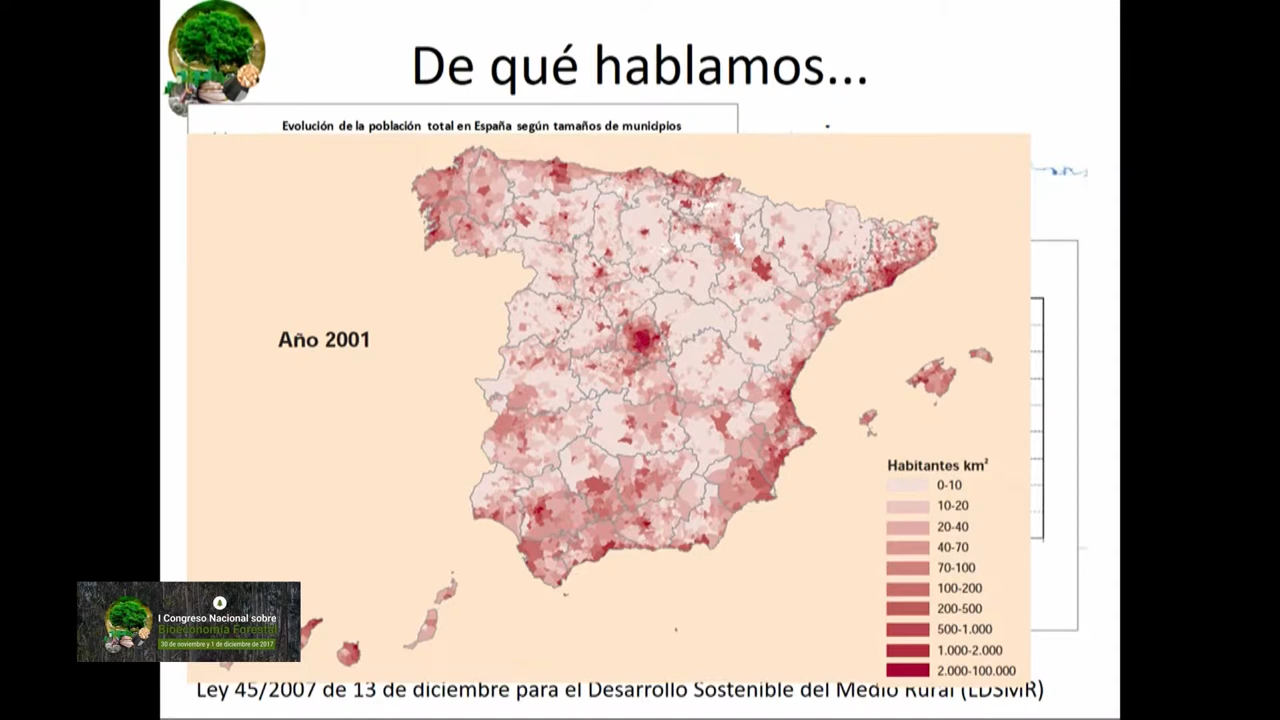 De qué hablamos...
Evolución de la población total en España según tamaños de municipios
Año 2001
Habitantes km²
0-10
10-20
20-40
40-70
70-100
100-200
200-500
500-1.000
1.000-2.000
2.000-100.000
I Congreso Nacional sobre
Bioeconomía Forestal
30 de noviembre y 1 de diciembre de 2017
Ley 45/2007 de 13 de diciembre para el Desarrollo Sostenible del Medio Rural (LDSMR)